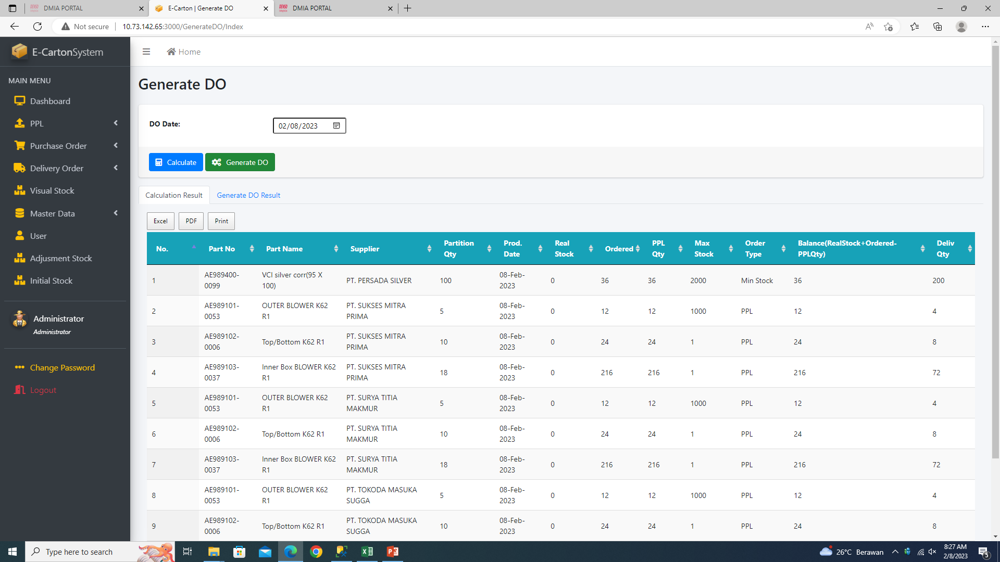 DMIA PORTAL
E-Carton | Generate DO
DMIA PORTAL
Not secure
10.73.142.65:3000/GenerateDO/Index
E-CartonSystem
Home
MAIN MENU
Dashboard
PPL
Purchase Order
Delivery Order
Visual Stock
Master Data
User
Adjusment Stock
Initial Stock
Administrator
Administrator
Change Password
Logout
Generate DO
DO Date:
02/08/2023
Calculate
Generate DO
Calculation Result
Generate DO Result
Excel
PDF
Print
No. Part No Part Name Supplier Partition Qty Prod. Date Real Stock Ordered PPL Qty Max Stock Order Type Balance(RealStock+Ordered-PPLQty) Deliv Qty
1 AE989400-0099 VCI silver corr(95 X 100) PT. PERSADA SILVER 100 08-Feb-2023 0 36 36 2000 Min Stock 36 200
2 AE989101-0053 OUTER BLOWER K62 R1 PT. SUKSES MITRA PRIMA 5 08-Feb-2023 0 12 12 1000 PPL 12 4
3 AE989102-0006 Top/Bottom K62 R1 PT. SUKSES MITRA PRIMA 10 08-Feb-2023 0 24 24 1 PPL 24 8
4 AE989103-0037 Inner Box BLOWER K62 R1 PT. SUKSES MITRA PRIMA 18 08-Feb-2023 0 216 216 1 PPL 216 72
5 AE989101-0053 OUTER BLOWER K62 R1 PT. SURYA TITIA MAKMUR 5 08-Feb-2023 0 12 12 1000 PPL 12 4
6 AE989102-0006 Top/Bottom K62 R1 PT. SURYA TITIA MAKMUR 10 08-Feb-2023 0 24 24 1 PPL 24 8
7 AE989103-0037 Inner Box BLOWER K62 R1 PT. SURYA TITIA MAKMUR 18 08-Feb-2023 0 216 216 1 PPL 216 72
8 AE989101-0053 OUTER BLOWER K62 R1 PT. TOKODA MASUKA SUGGA 5 08-Feb-2023 0 12 12 1000 PPL 12 4
9 AE989102-0006 Top/Bottom K62 R1 PT. TOKODA MASUKA SUGGA 10 08-Feb-2023 0 24 24 1 PPL 24 8
Type here to search
26°C Berawan
8:27 AM
2/8/2023
5